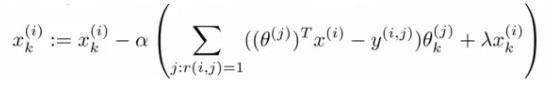 $x_k^{(i)} := x_k^{(i)} - \alpha \left( \sum_{j:r(i,j)=1} ((\theta^{(j)})^T x^{(i)} - y^{(i,j)}) \theta_k^{(j)} + \lambda x_k^{(i)} \right)$